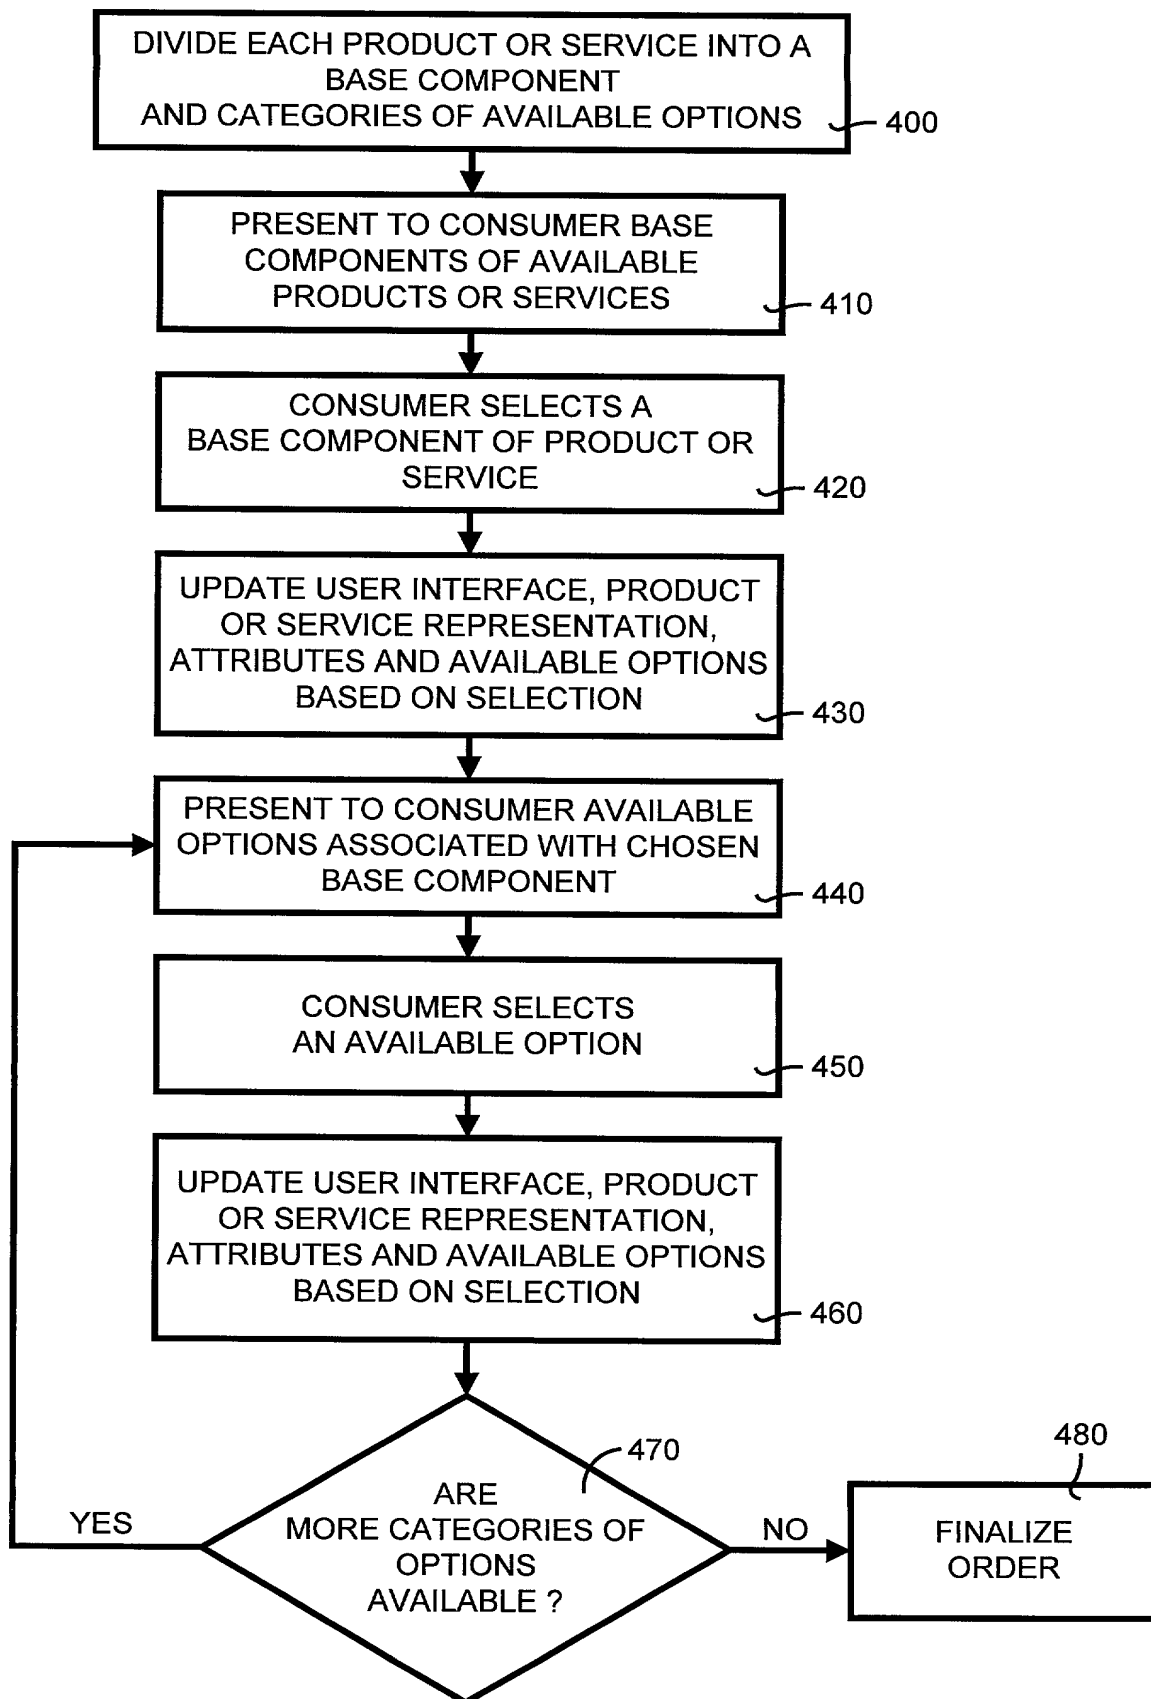 DIVIDE EACH PRODUCT OR SERVICE INTO A
BASE COMPONENT
AND CATEGORIES OF AVAILABLE OPTIONS
400
PRESENT TO CONSUMER BASE
COMPONENTS OF AVAILABLE
PRODUCTS OR SERVICES
410
CONSUMER SELECTS A
BASE COMPONENT OF PRODUCT OR
SERVICE
420
UPDATE USER INTERFACE, PRODUCT
OR SERVICE REPRESENTATION,
ATTRIBUTES AND AVAILABLE OPTIONS
BASED ON SELECTION
430
PRESENT TO CONSUMER AVAILABLE
OPTIONS ASSOCIATED WITH CHOSEN
BASE COMPONENT
440
CONSUMER SELECTS
AN AVAILABLE OPTION
450
UPDATE USER INTERFACE, PRODUCT
OR SERVICE REPRESENTATION,
ATTRIBUTES AND AVAILABLE OPTIONS
BASED ON SELECTION
460
470
ARE
MORE CATEGORIES OF
OPTIONS
AVAILABLE ?
YES
NO
480
FINALIZE
ORDER